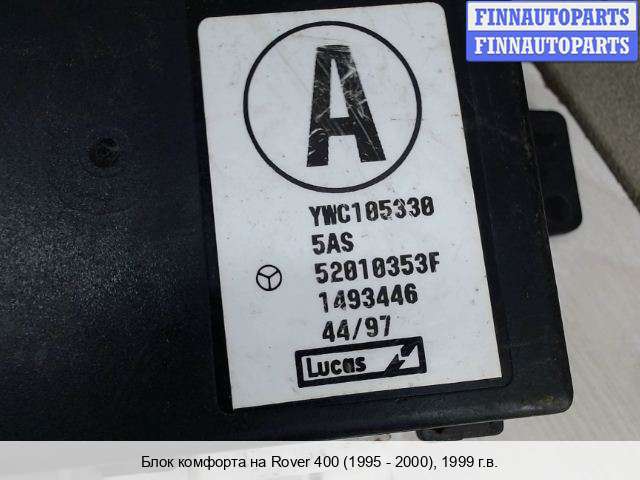 FINNAUTOPARTS
FINNAUTOPARTS
A
YWC105330
5AS
52010353F
1493446
44/97
Lucas
Блок комфорта на Rover 400 (1995 - 2000), 1999 г.в.